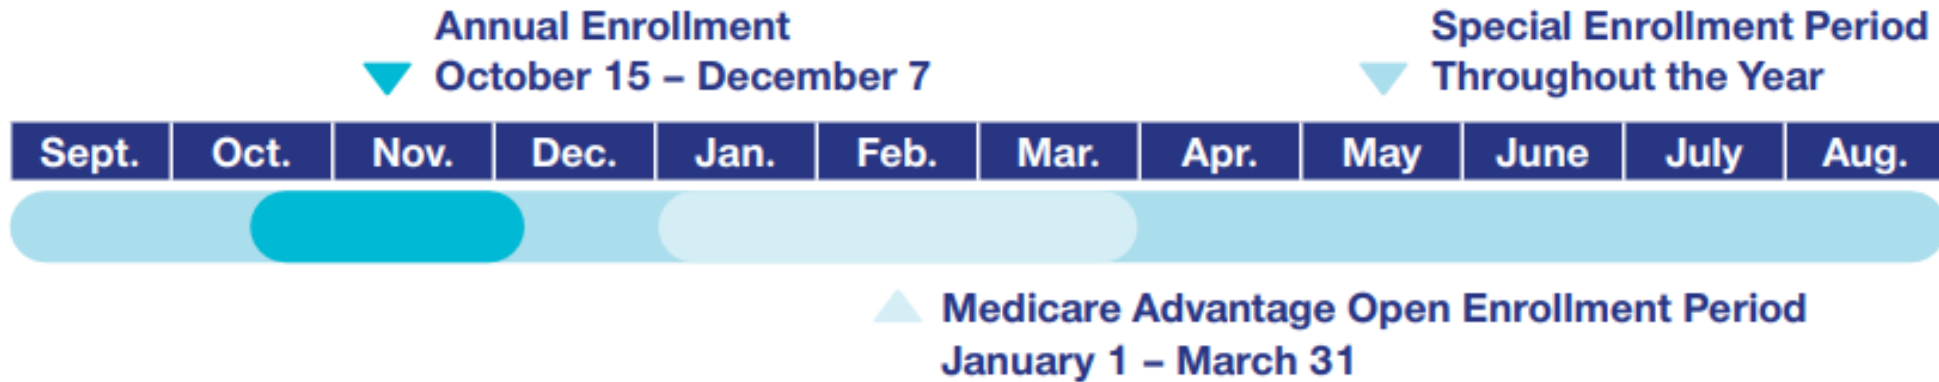 Annual Enrollment
October 15 – December 7
Special Enrollment Period
Throughout the Year
Sept. Oct. Nov. Dec. Jan. Feb. Mar. Apr. May June July Aug.
Medicare Advantage Open Enrollment Period
January 1 – March 31